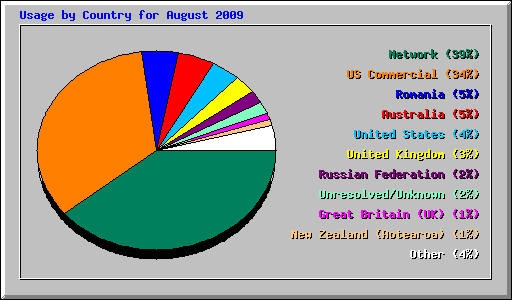 Usage by Country for August 2009
Network (39%)
US Commercial (34%)
Romania (5%)
Australia (5%)
United States (4%)
United Kingdom (3%)
Russian Federation (2%)
Unresolved/Unknown (2%)
Great Britain (UK) (1%)
New Zealand (Aotearoa) (1%)
Other (4%)